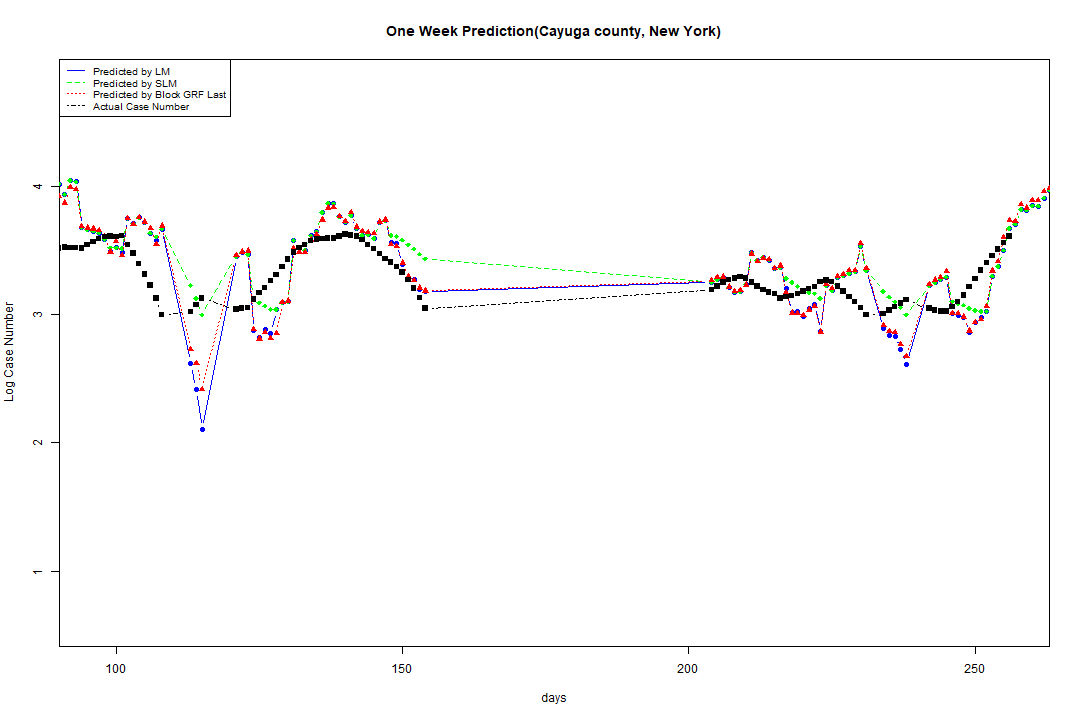 One Week Prediction(Cayuga county, New York)
Predicted by LM
Predicted by SLM
Predicted by Block GRF Last
Actual Case Number
4
3
2
1
Log Case Number
100 150 200 250
days